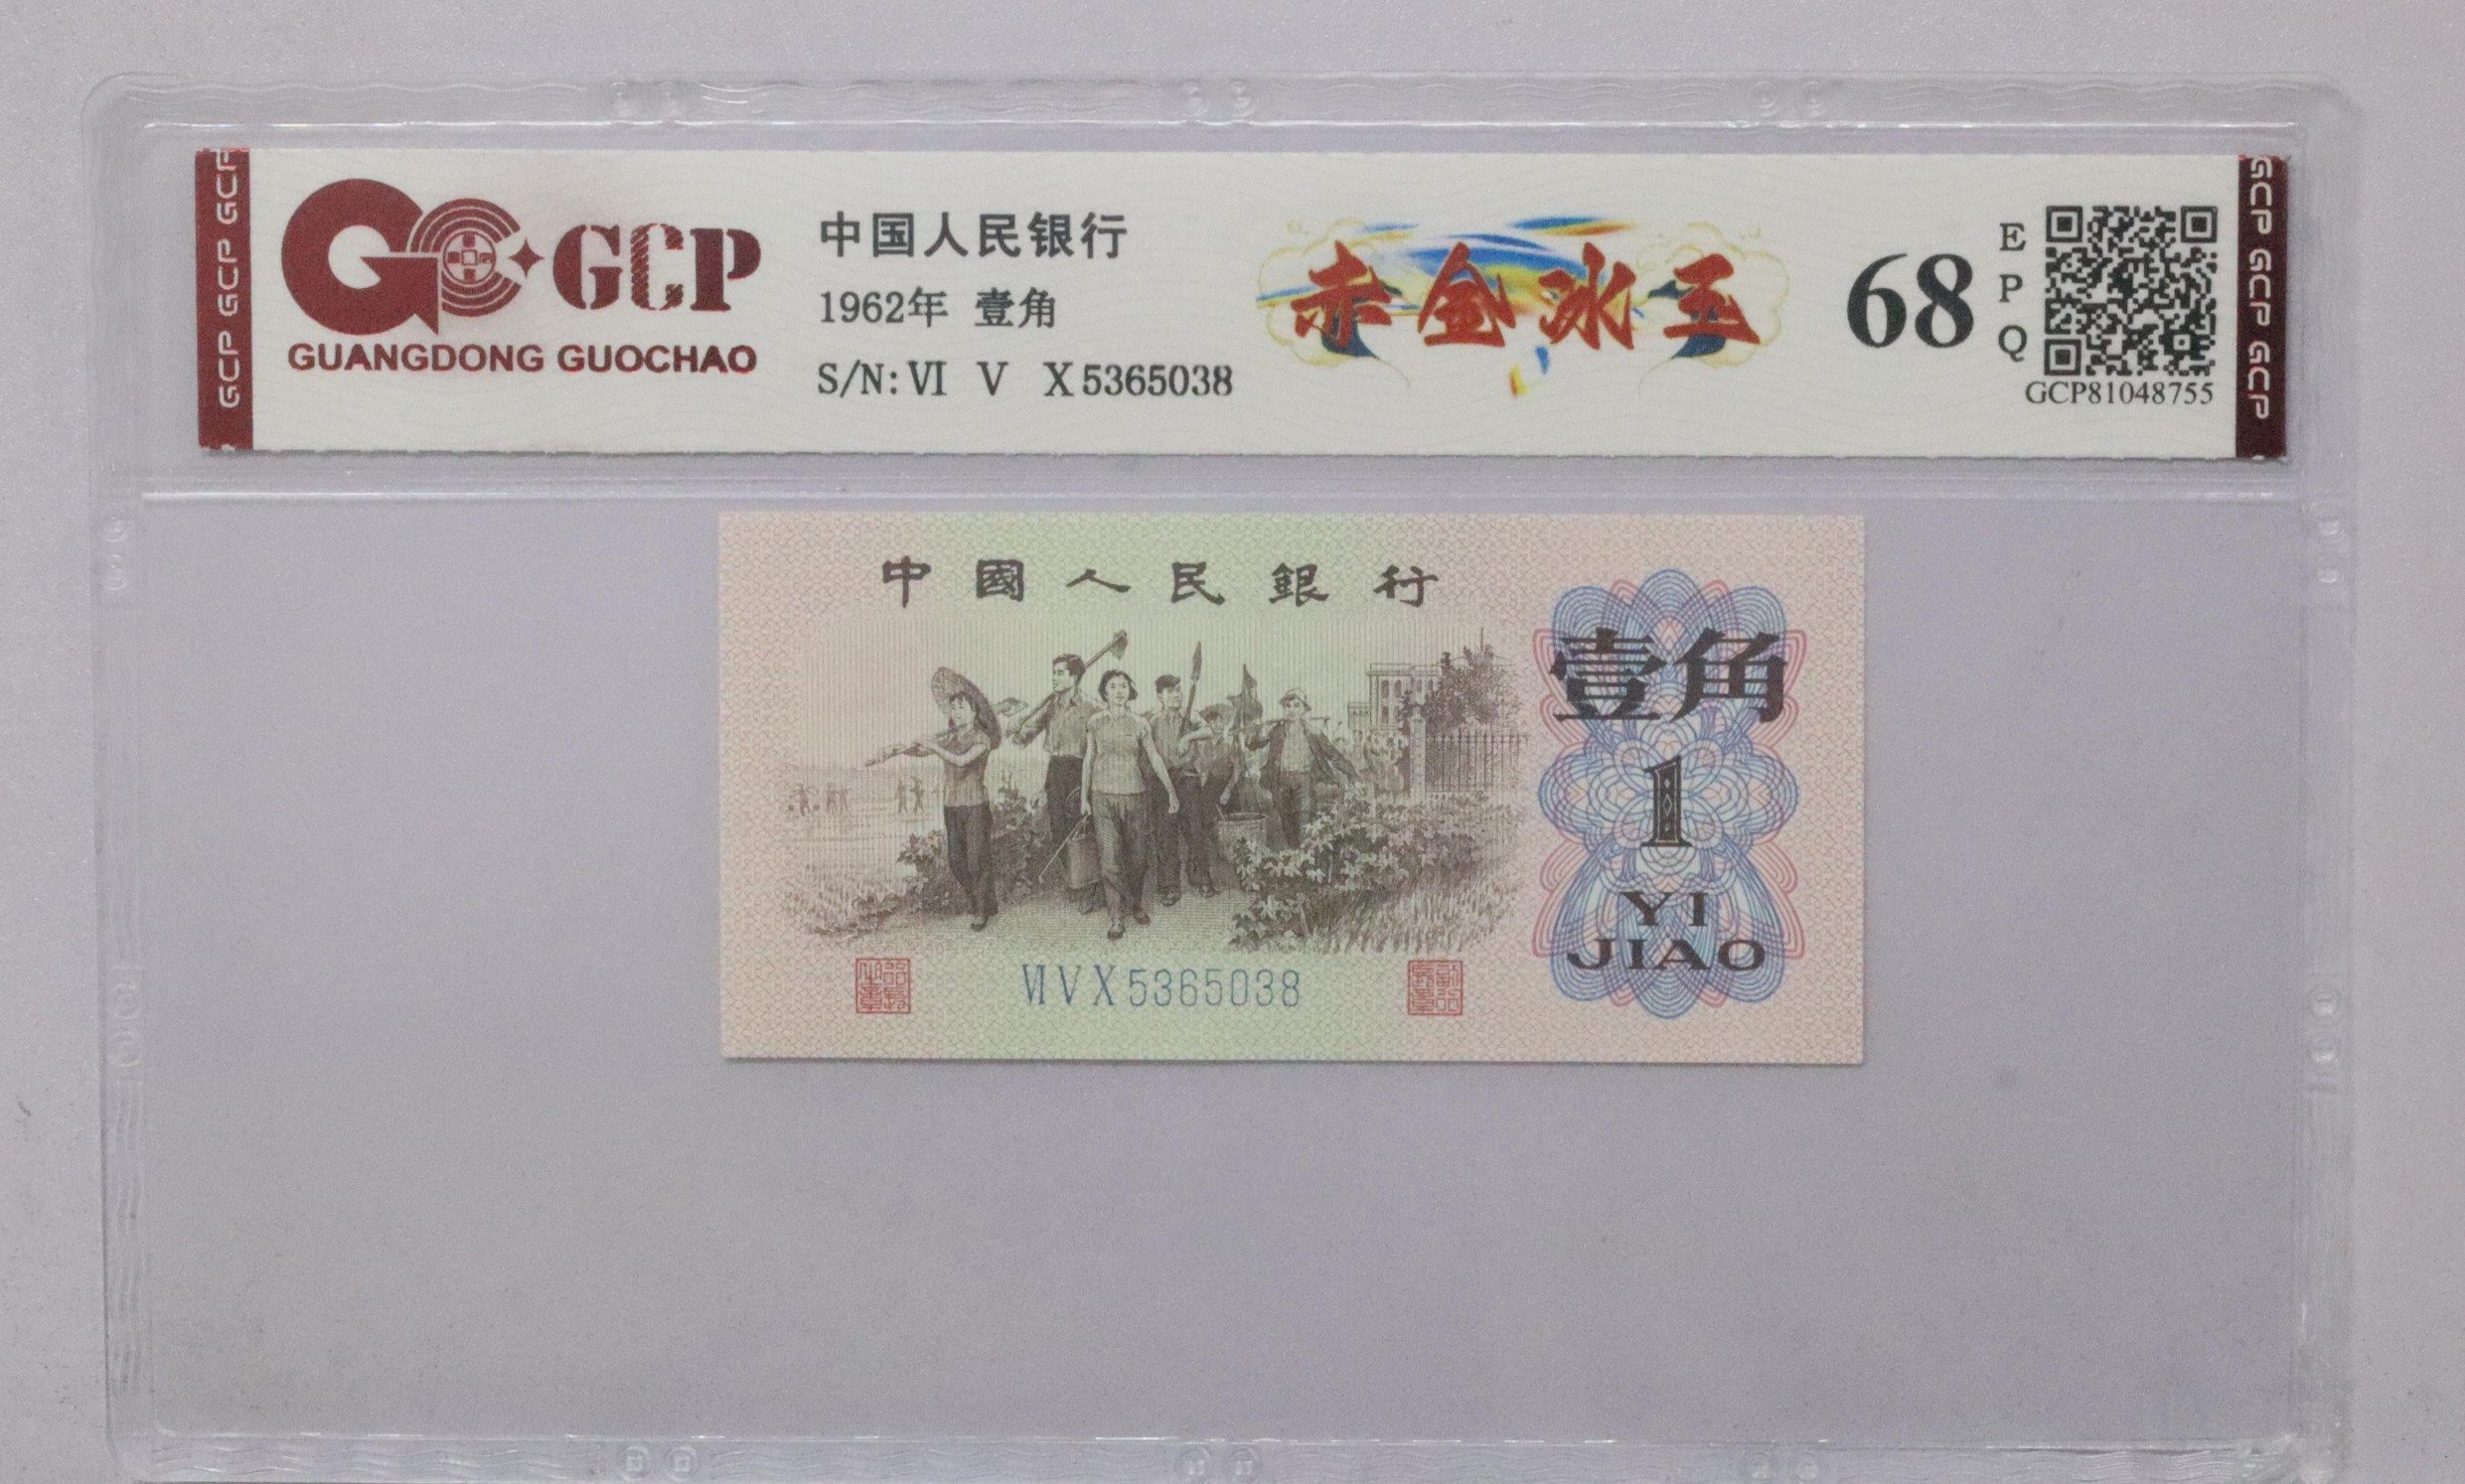 GCP GCP GCP
GCP
GUANGDONG GUOCHAO
中国人民银行
1962年 壹角
S/N: VI V X 5365038
赤金冰玉
68
E
P
Q
GCP81048755
GCP GCP GCP
中國人民銀行
壹角
1
YI
JIAO
VI V X 5365038